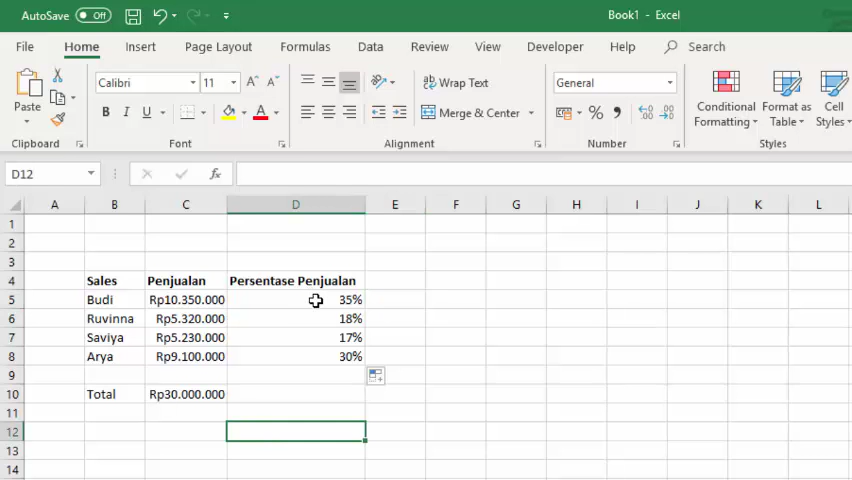 AutoSave Off Book1 - Excel
File Home Insert Page Layout Formulas Data Review View Developer Help Search
Paste Calibri 11 A A Wrap Text General Conditional Formatting Format as Table Cell Styles
B I U A Merge & Center % ,
Clipboard Font Alignment Number Styles
D12 fx
A B C D E F G H I J K L
1
2
3
4 Sales Penjualan Persentase Penjualan
5 Budi Rp10.350.000 35%
6 Ruvinna Rp5.320.000 18%
7 Saviya Rp5.230.000 17%
8 Arya Rp9.100.000 30%
9
10 Total Rp30.000.000
11
12
13
14